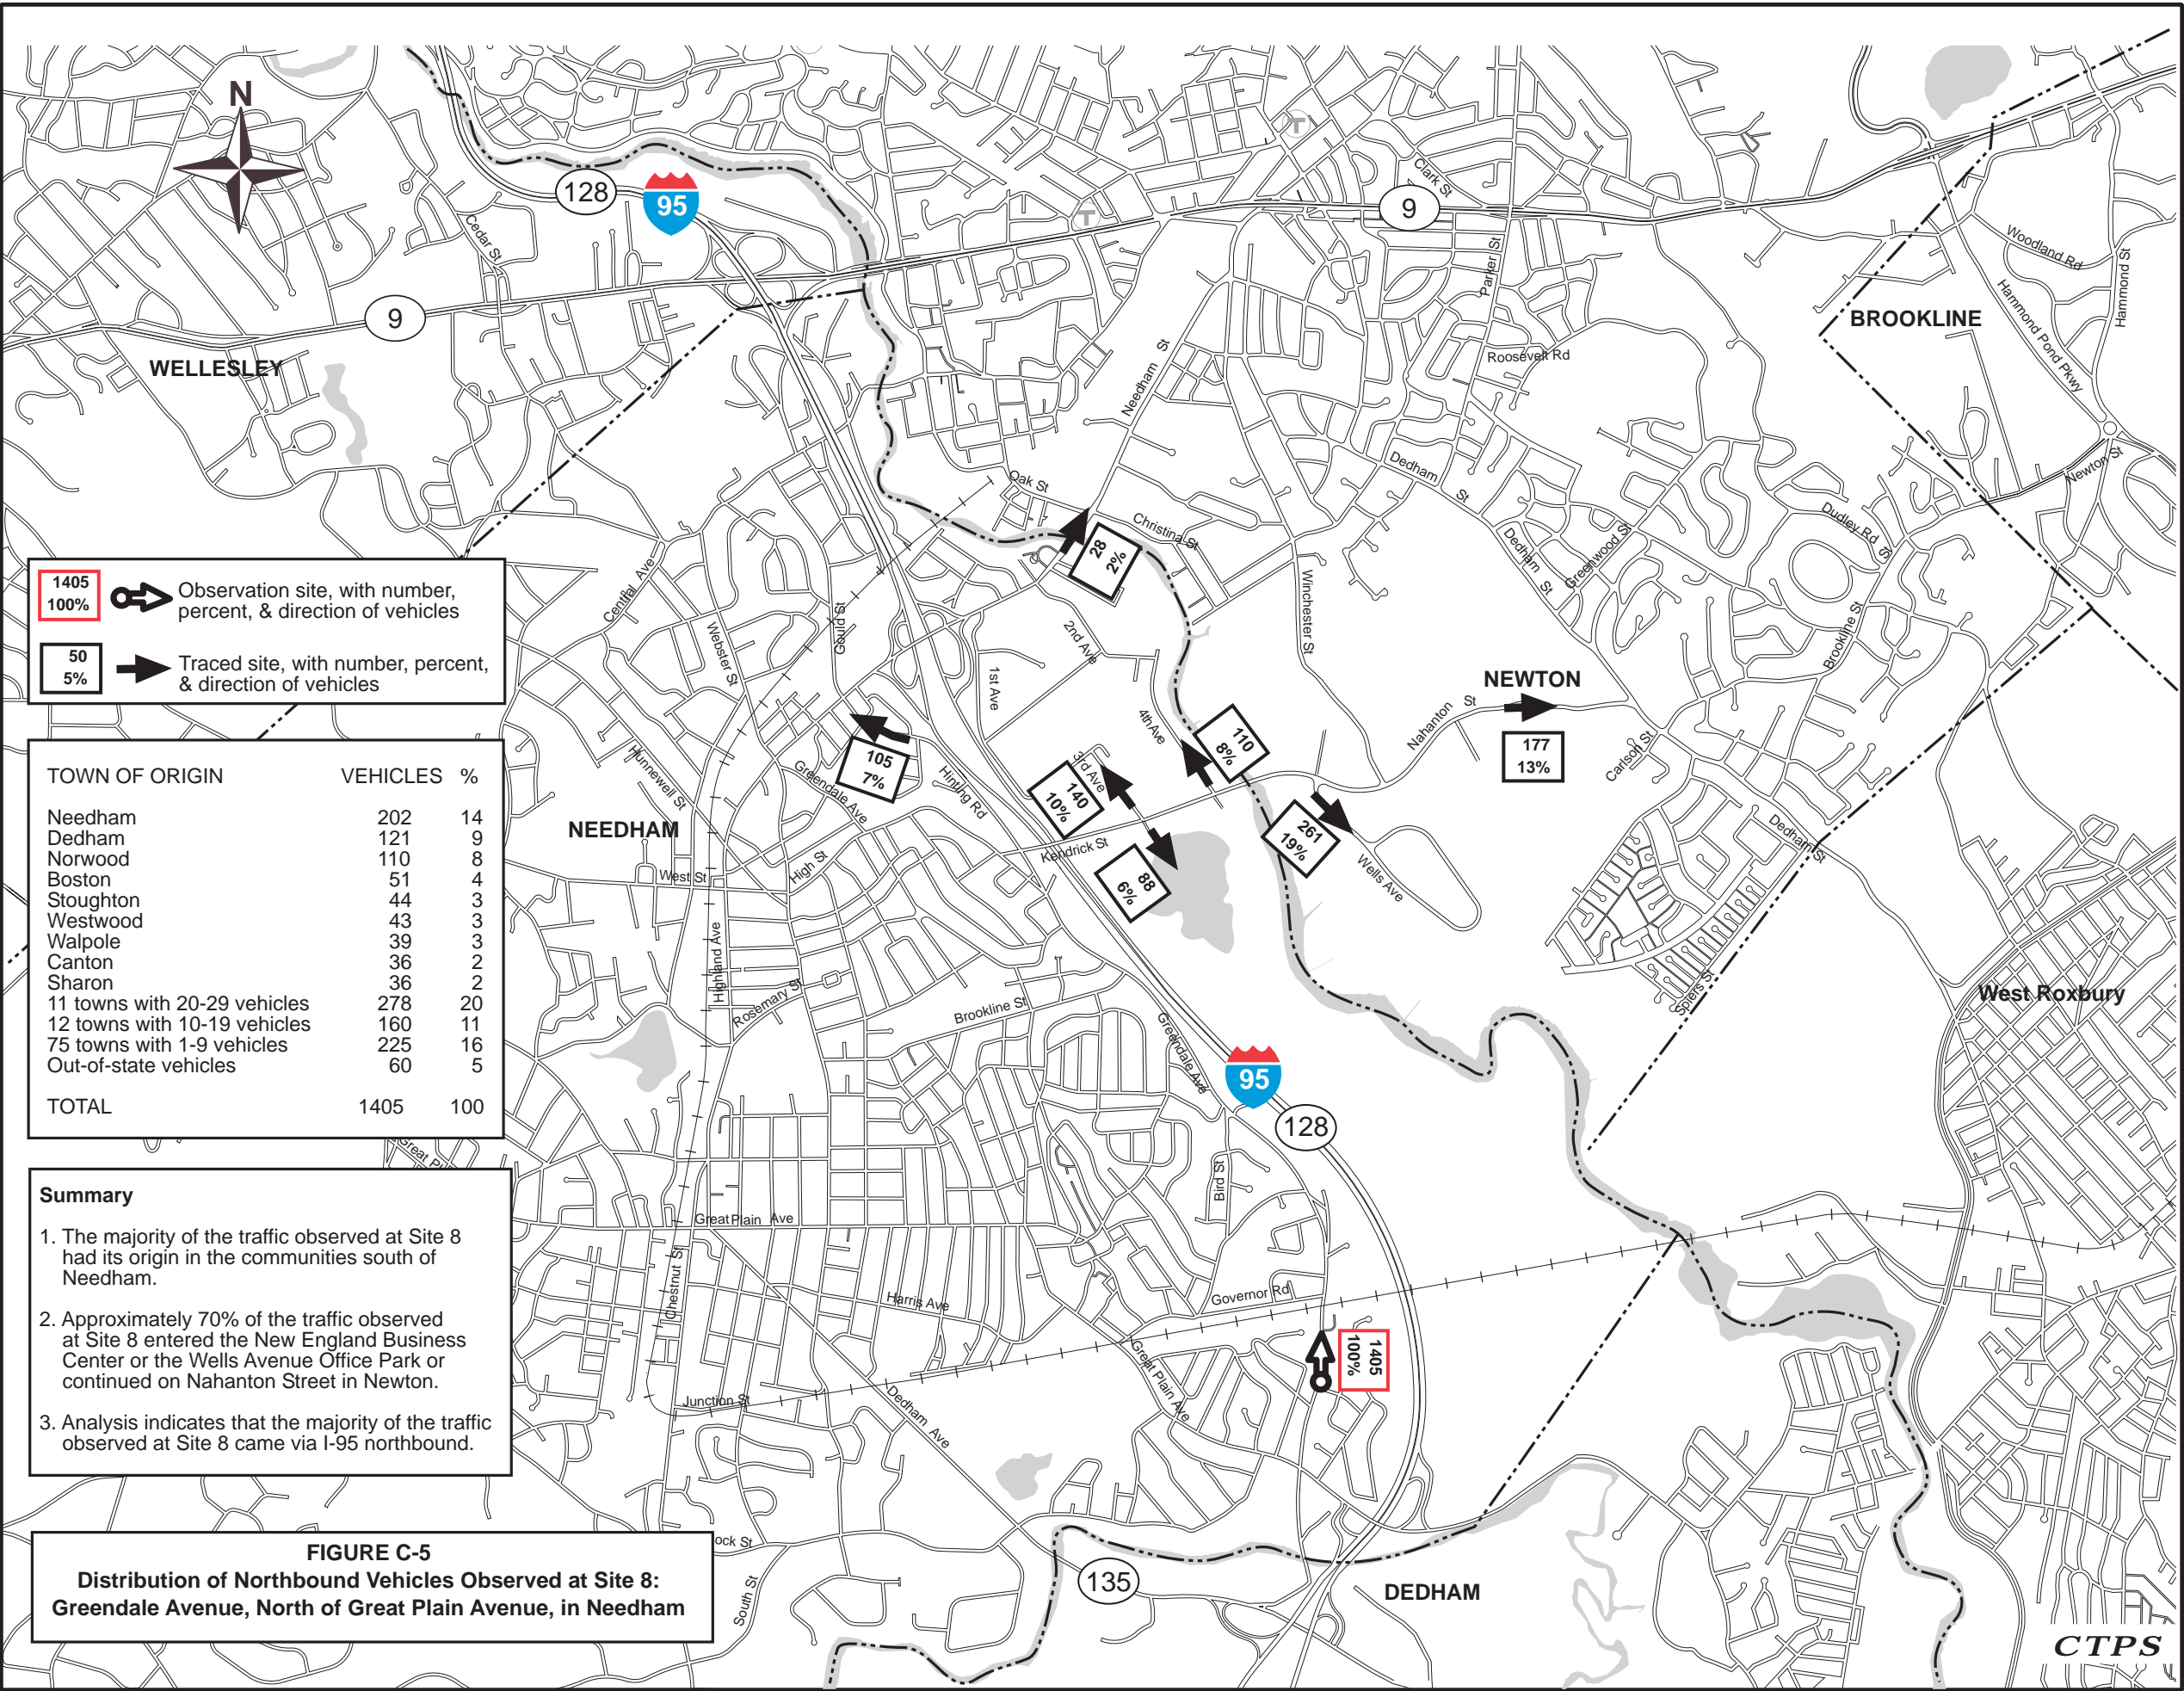 N
128
95
9
Clark St
9
Cedar St
Parker St
Woodland Rd
Hammond St
Hammond Pond Pkwy
BROOKLINE
WELLESLEY
Needham St
Roosevelt Rd
Newton St
Dedham St
Oak St
Christina St
28
2%
Dedham St
Greenwood St
Dudley Rd
St
1405
100%
Observation site, with number,
percent, & direction of vehicles
50
5%
Traced site, with number, percent,
& direction of vehicles
Central Ave
Webster St
Gould St
2nd Ave
1st Ave
4th Ave
Winchester St
Brookline St
NEWTON
Nahanton St
177
13%
Carlson St
110
8%
105
7%
3rd Ave
140
10%
Hunnewell St
Greendale Ave
Hinting Rd
NEEDHAM
261
19%
Kendrick St
Wells Ave
Dedham St
88
6%
West St
High St
Highland Ave
TOWN OF ORIGIN VEHICLES %
Needham 202 14
Dedham 121 9
Norwood 110 8
Boston 51 4
Stoughton 44 3
Westwood 43 3
Walpole 39 3
Canton 36 2
Sharon 36 2
11 towns with 20-29 vehicles 278 20
12 towns with 10-19 vehicles 160 11
75 towns with 1-9 vehicles 225 16
Out-of-state vehicles 60 5
TOTAL 1405 100
Rosemary St
Brookline St
Spiers St
West Roxbury
Greendale Ave
95
128
Great Pl
Bird St
Great Plain Ave
Chestnut St
Harris Ave
Governor Rd
1405
100%
Great Plain Ave
Junction St
Dedham Ave
Summary
1. The majority of the traffic observed at Site 8
had its origin in the communities south of
Needham.
2. Approximately 70% of the traffic observed
at Site 8 entered the New England Business
Center or the Wells Avenue Office Park or
continued on Nahanton Street in Newton.
3. Analysis indicates that the majority of the traffic
observed at Site 8 came via I-95 northbound.
ock St
South St
135
DEDHAM
FIGURE C-5
Distribution of Northbound Vehicles Observed at Site 8:
Greendale Avenue, North of Great Plain Avenue, in Needham
CTPS
T
T